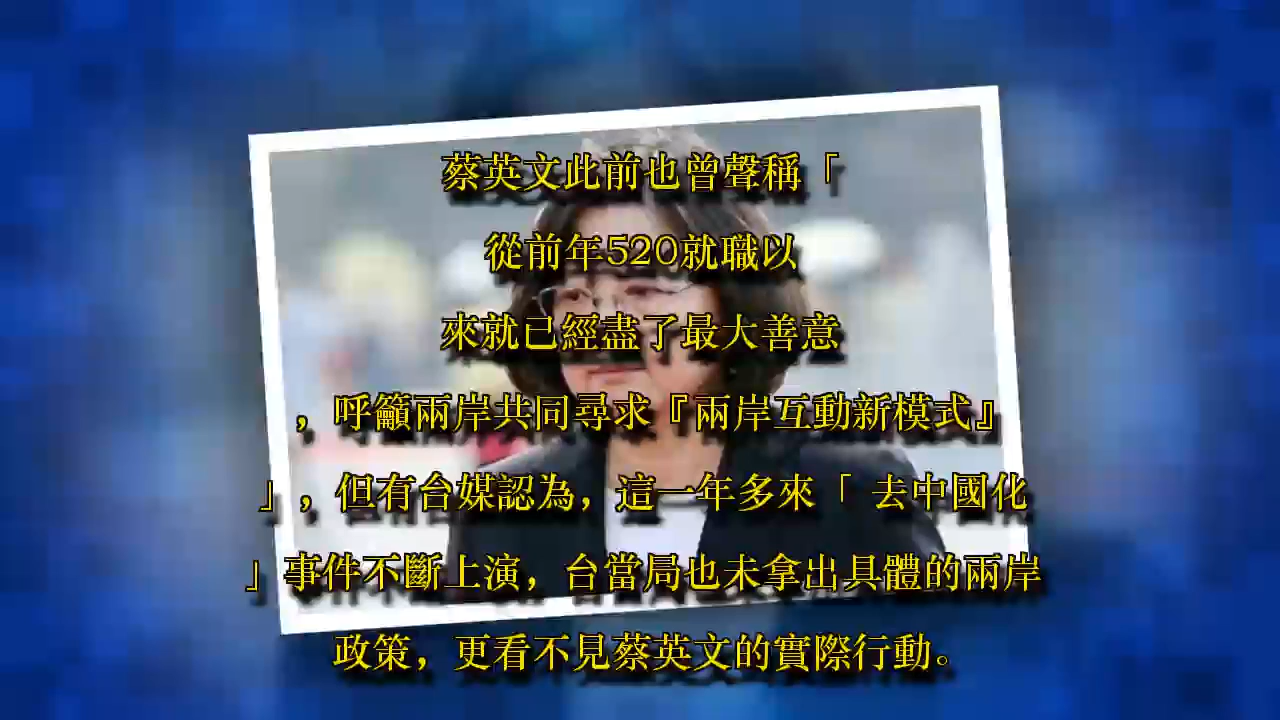 蔡英文此前也曾聲稱「
從前年520就職以
來就已經盡了最大善意
，呼籲兩岸共同尋求『兩岸互動新模式』
」，但有台媒認為，這一年多來「 去中國化
」事件不斷上演，台當局也未拿出具體的兩岸
政策，更看不見蔡英文的實際行動。